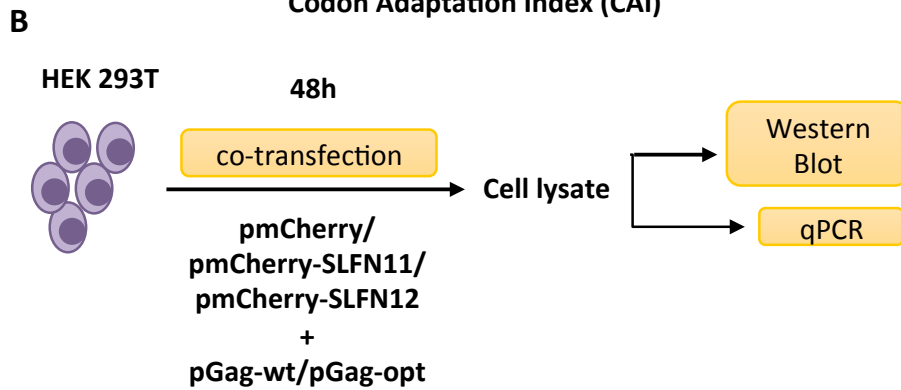 Codon Adaptation Index (CAI)
B
HEK 293T
48h
co-transfection
pmCherry/
pmCherry-SLFN11/
pmCherry-SLFN12
+
pGag-wt/pGag-opt
Cell lysate
Western
Blot
qPCR